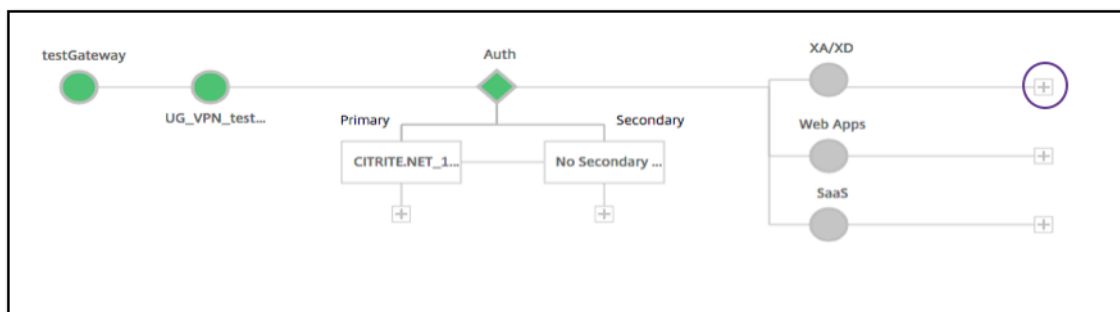 testGateway
UG_VPN_test...
Auth
Primary
Secondary
CITRITE.NET_1...
No Secondary ...
XA/XD
Web Apps
SaaS